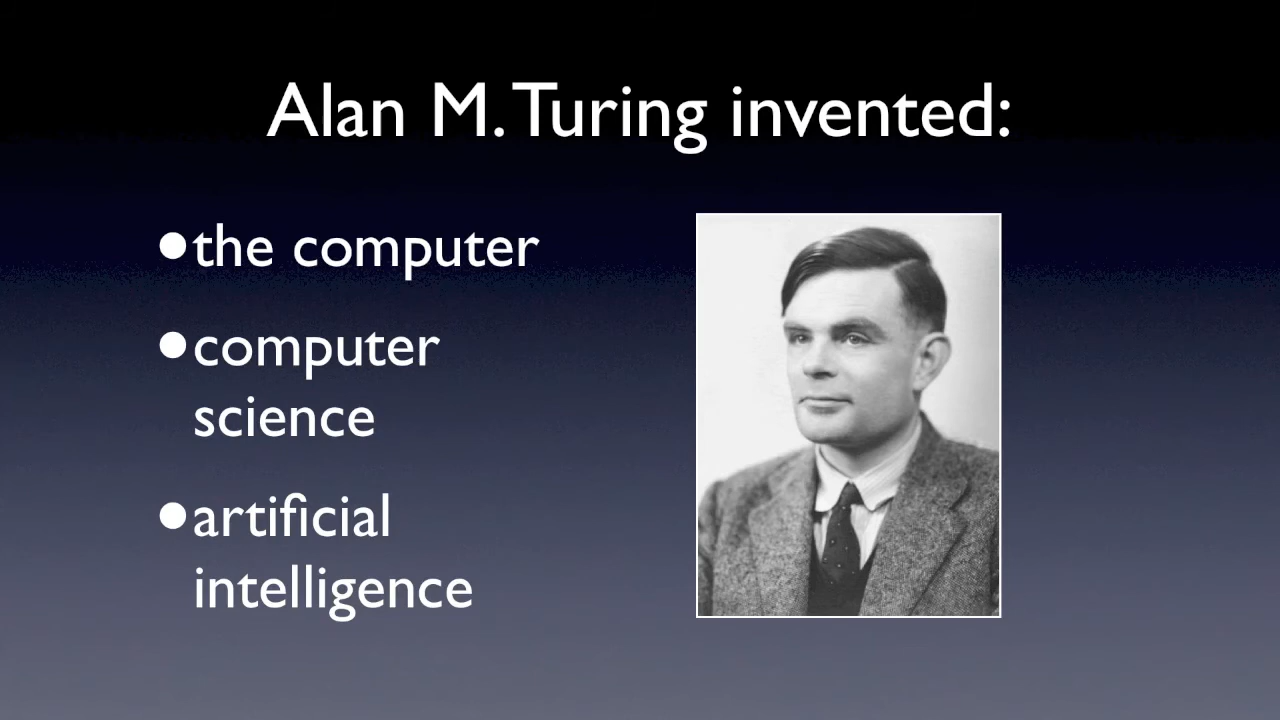 Alan M. Turing invented:
•the computer
•computer
science
•artificial
intelligence